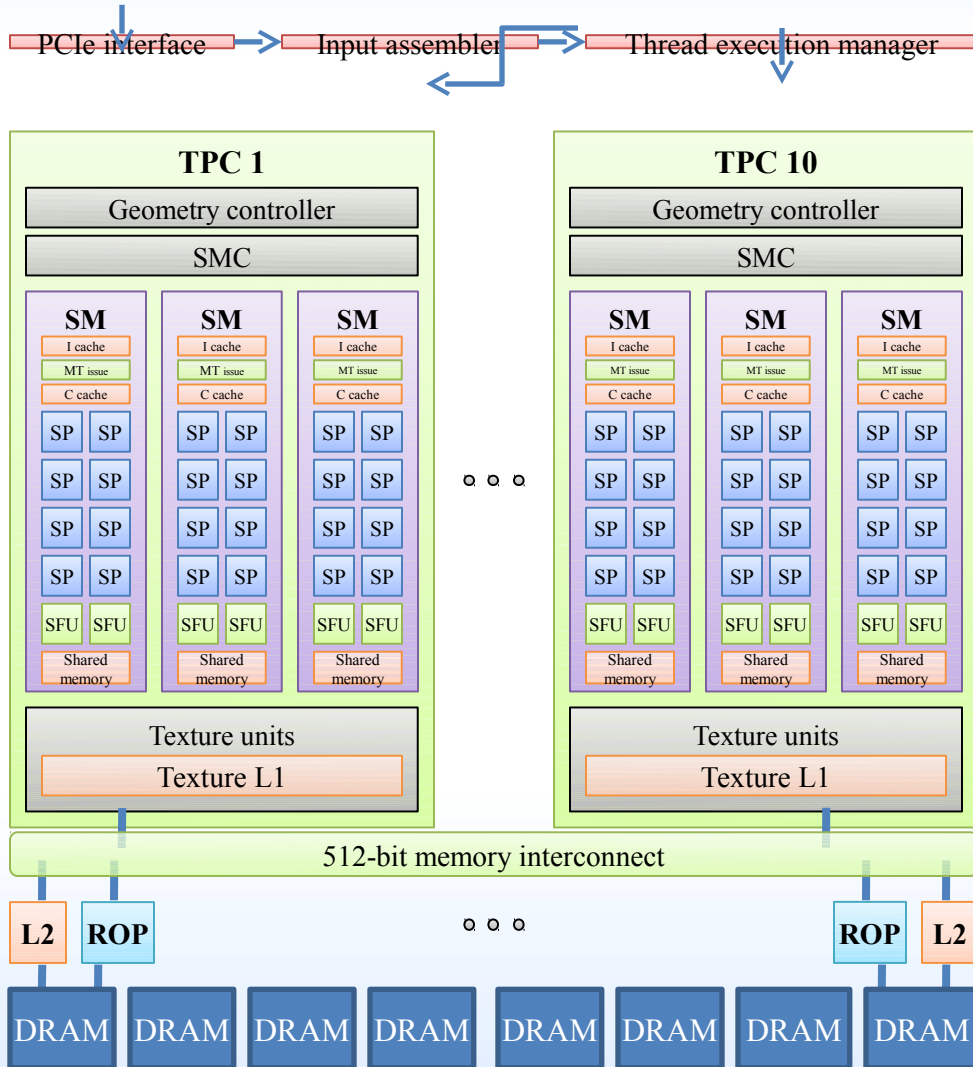 PCIe interface Input assembler Thread execution manager
TPC 1 TPC 10
Geometry controller Geometry controller
SMC SMC
SM SM SM SM SM SM
I cache I cache I cache I cache I cache I cache
MT issue MT issue MT issue MT issue MT issue MT issue
C cache C cache C cache C cache C cache C cache
SP SP SP SP SP SP SP SP SP SP SP SP
SP SP SP SP SP SP SP SP SP SP SP SP
SP SP SP SP SP SP SP SP SP SP SP SP
SP SP SP SP SP SP SP SP SP SP SP SP
SFU SFU SFU SFU SFU SFU SFU SFU SFU SFU SFU SFU
Shared Shared Shared Shared Shared Shared
memory memory memory memory memory memory
Texture units Texture units
Texture L1 Texture L1
512-bit memory interconnect
L2 ROP ROP L2
DRAM DRAM DRAM DRAM DRAM DRAM DRAM DRAM